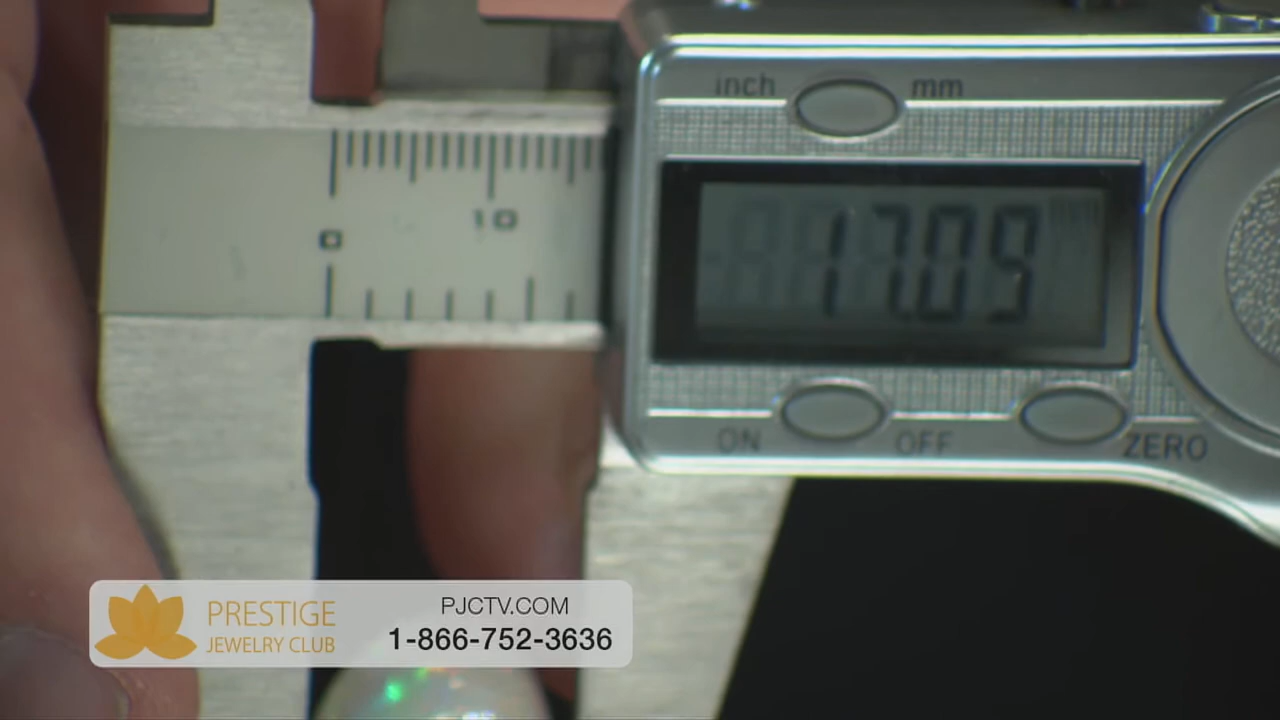 inch mm
17.09
0
10
ON OFF ZERO
PRESTIGE
JEWELRY CLUB
PJCTV.COM
1-866-752-3636